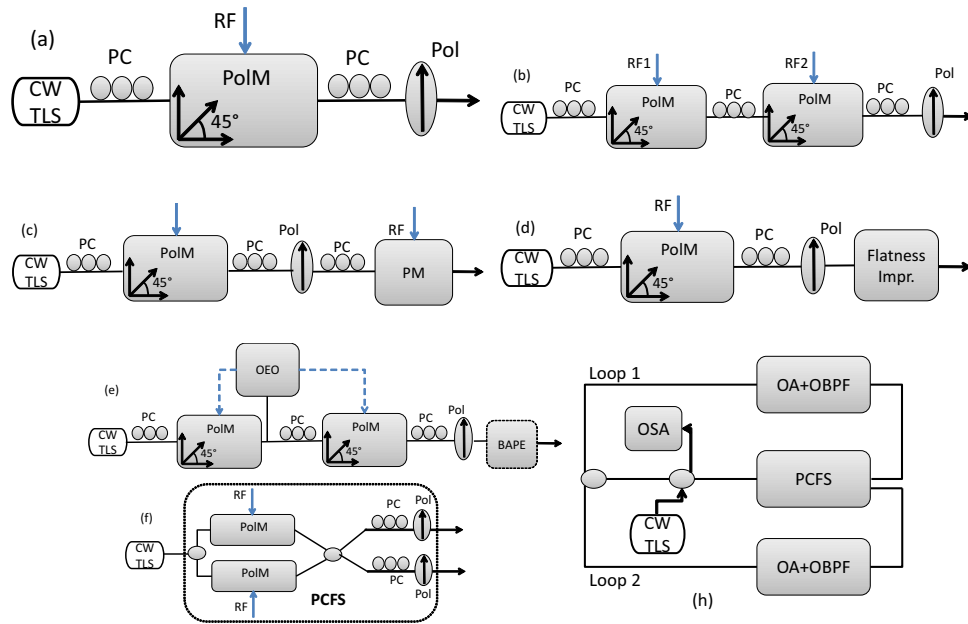 (a)
RF
PC
PolM
PC
Pol
CW
TLS
45°
(b)
RF1
RF2
PC
PolM
PC
PolM
PC
Pol
CW
TLS
45°
45°
(c)
PC
PolM
PC
Pol
PC
RF
PM
CW
TLS
45°
(d)
RF
PC
PolM
PC
Pol
CW
TLS
45°
Flatness
Impr.
(e)
OEO
PC
PolM
PC
PolM
PC
Pol
CW
TLS
45°
45°
BAPE
(f)
RF
PolM
PC
Pol
CW
TLS
PolM
PC
Pol
RF
PCFS
Loop 1
OA+OBPF
OSA
PCFS
CW
TLS
OA+OBPF
Loop 2
(h)